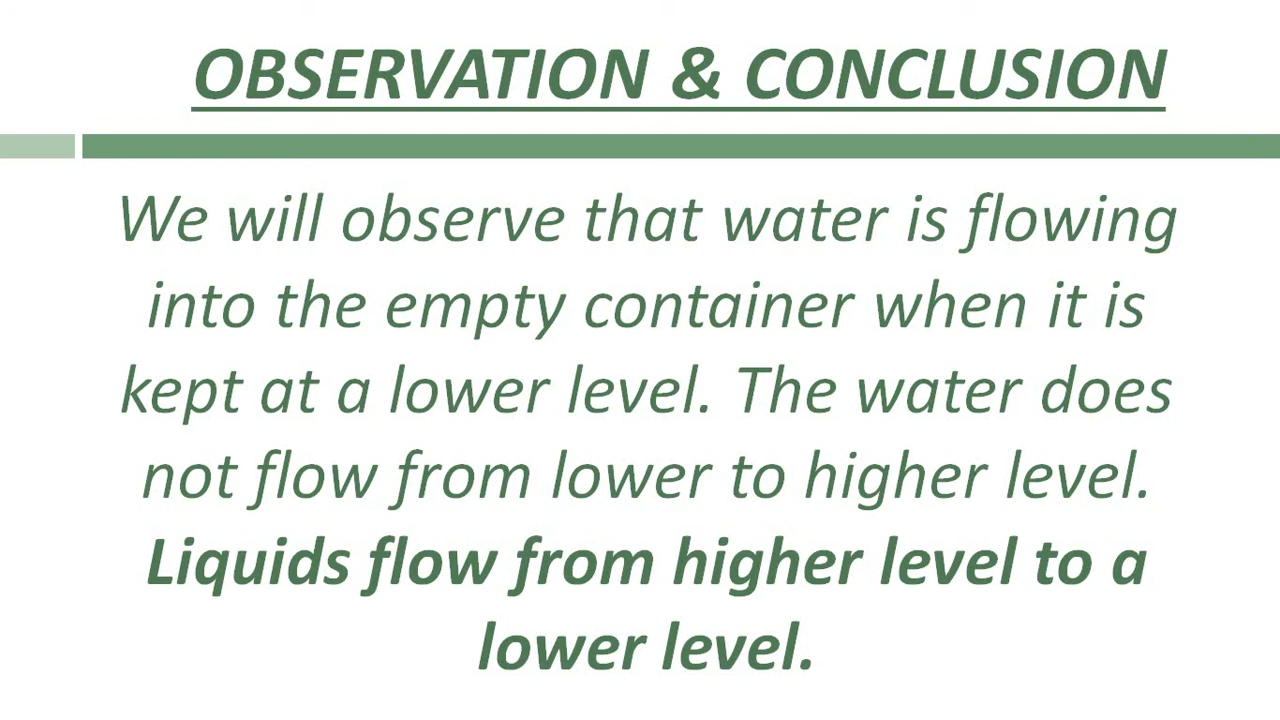 OBSERVATION & CONCLUSION
We will observe that water is flowing
into the empty container when it is
kept at a lower level. The water does
not flow from lower to higher level.
Liquids flow from higher level to a
lower level.